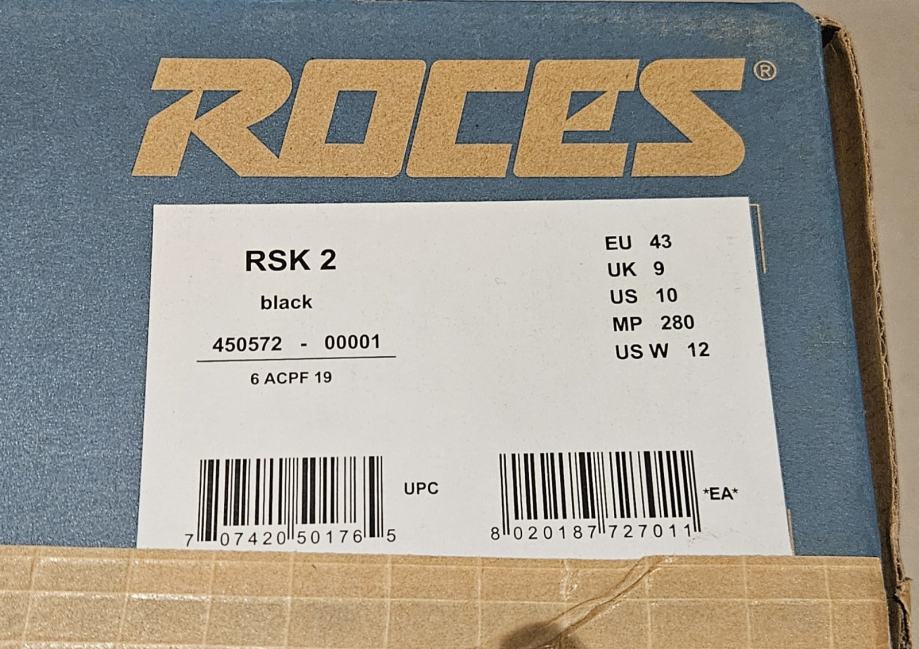 ROCES®
RSK 2
black
450572 - 00001
6 ACPF 19
EU 43
UK 9
US 10
MP 280
US W 12
UPC
7 07420 50176 5
*EA*
8 020187 727011